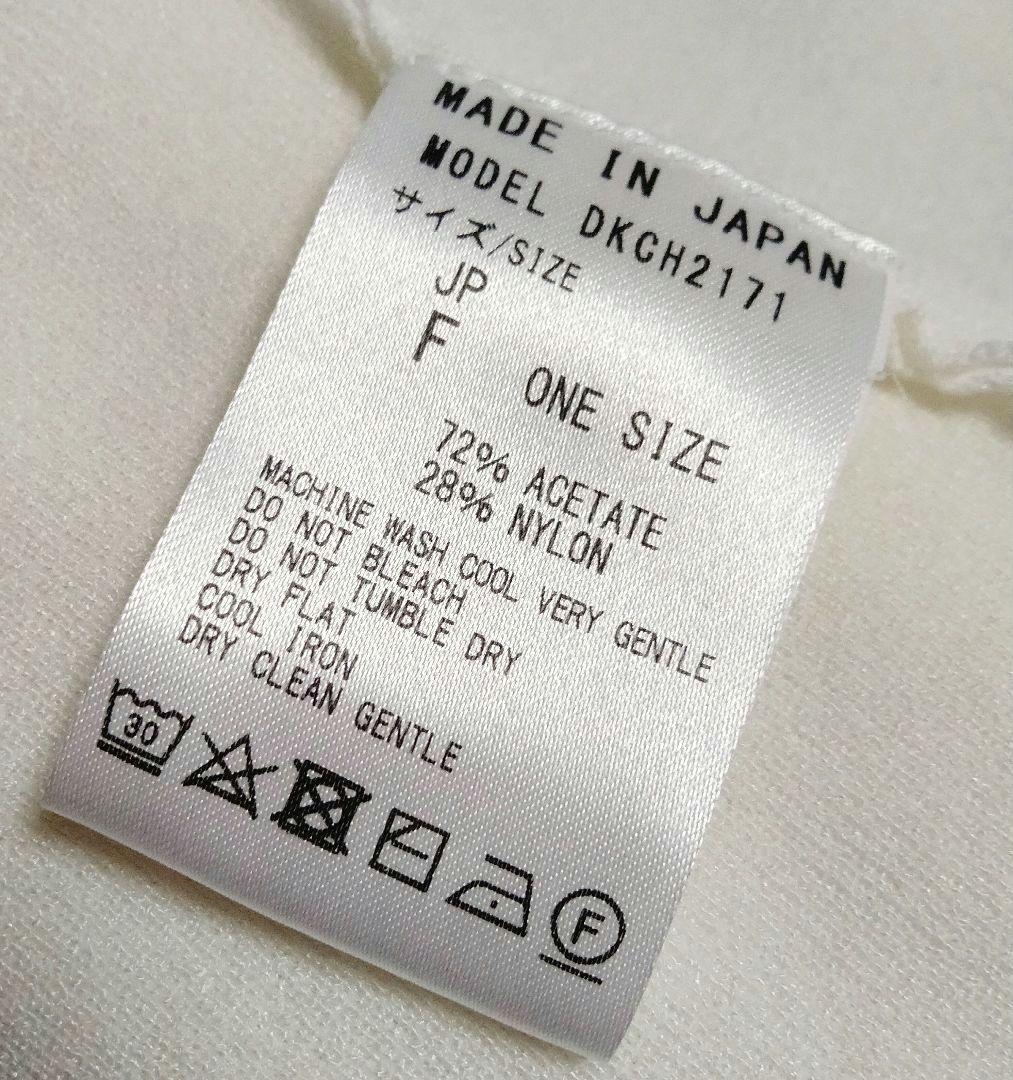 MADE IN JAPAN
MODEL DKCH2171
サイズ/SIZE
JP
F
ONE SIZE
72% ACETATE
28% NYLON
MACHINE WASH COOL VERY GENTLE
DO NOT BLEACH
DO NOT TUMBLE DRY
DRY FLAT
COOL IRON
DRY CLEAN GENTLE
30
F